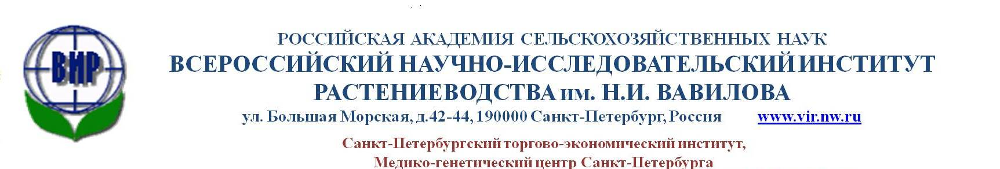 РОССИЙСКАЯ АКАДЕМИЯ СЕЛЬСКОХОЗЯЙСТВЕННЫХ НАУК
ВСЕРОССИЙСКИЙ НАУЧНО-ИССЛЕДОВАТЕЛЬСКИЙ ИНСТИТУТ
ВИР
РАСТЕНИЕВОДСТВА им. Н.И. ВАВИЛОВА
ул. Большая Морская, д.42-44, 190000 Санкт-Петербург, Россия www.vir.nw.ru
Санкт-Петербургский торгово-экономический институт,
Медико-генетический центр Санкт-Петербурга